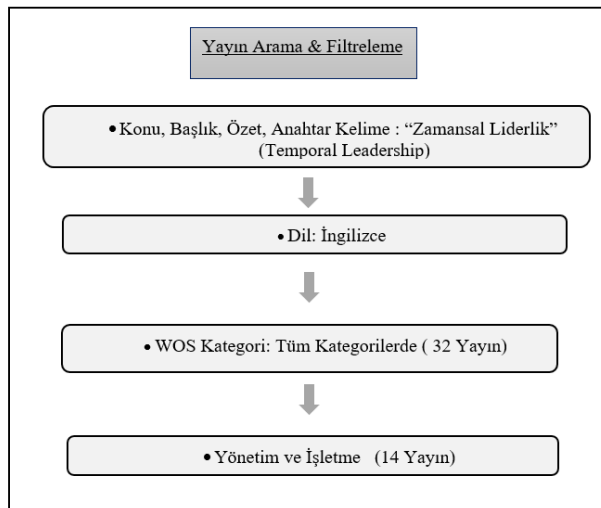 Yayın Arama & Filtreleme
• Konu, Başlık, Özet, Anahtar Kelime : “Zamansal Liderlik”
(Temporal Leadership)
• Dil: İngilizce
• WOS Kategori: Tüm Kategorilerde ( 32 Yayın)
• Yönetim ve İşletme (14 Yayın)